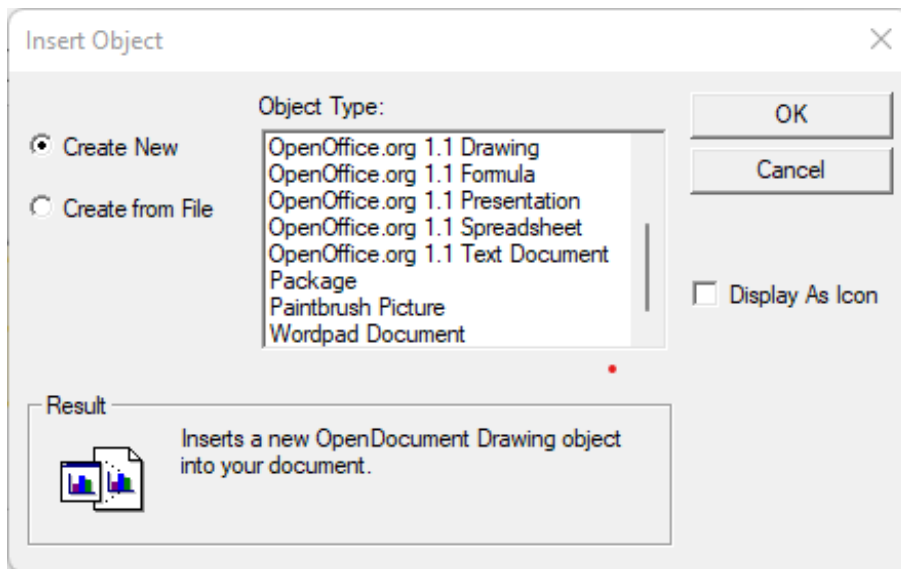 Insert Object
Object Type:
Create New
Create from File
OpenOffice.org 1.1 Drawing
OpenOffice.org 1.1 Formula
OpenOffice.org 1.1 Presentation
OpenOffice.org 1.1 Spreadsheet
OpenOffice.org 1.1 Text Document
Package
Paintbrush Picture
Wordpad Document
OK
Cancel
Display As Icon
Result
Inserts a new OpenDocument Drawing object
into your document.